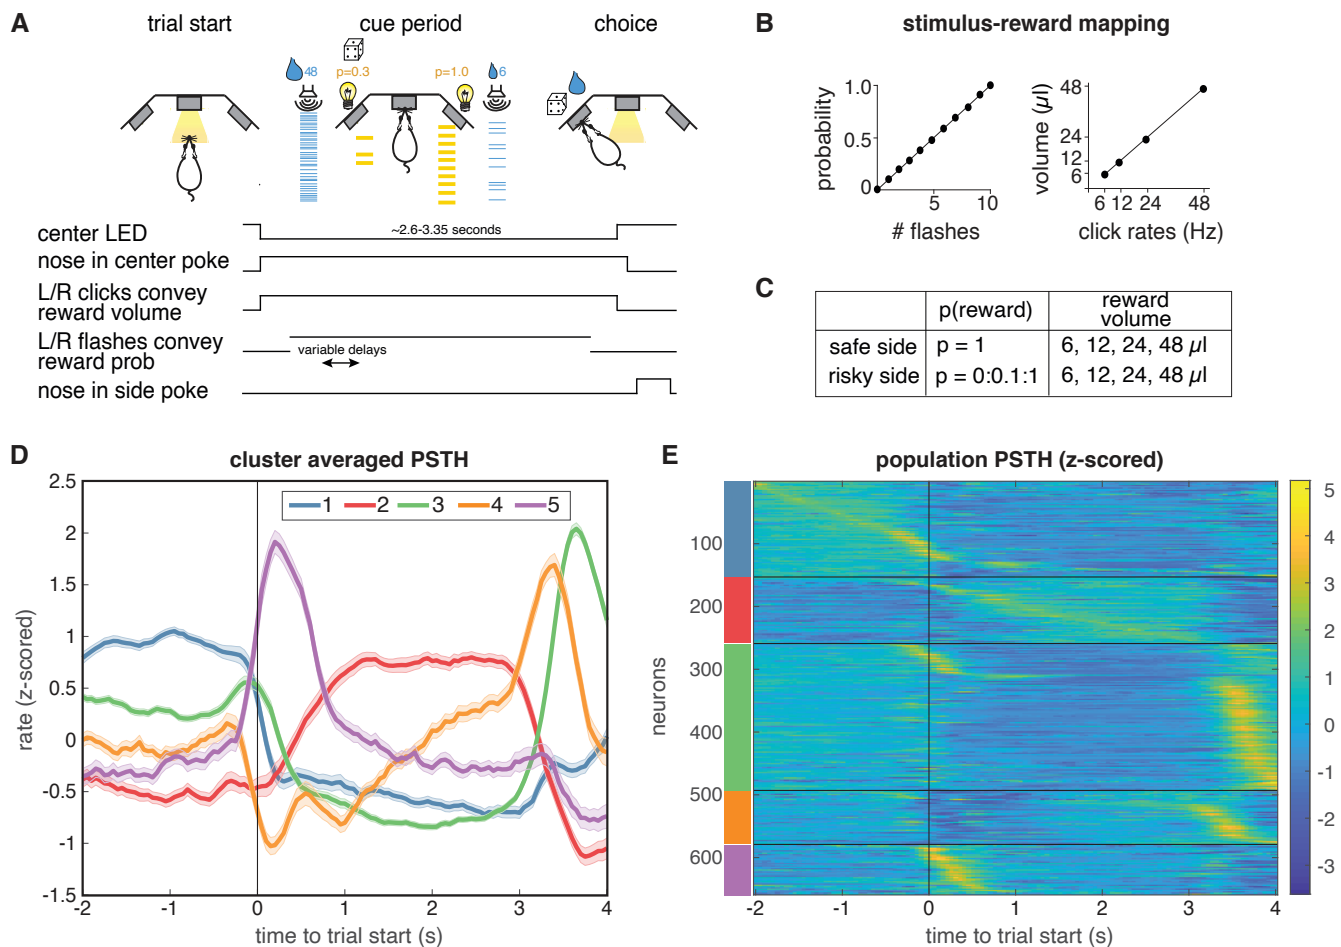 A
trial start
cue period
choice
48
p=0.3
p=1.0
6
center LED
~2.6-3.35 seconds
nose in center poke
L/R clicks convey
reward volume
L/R flashes convey
reward prob
variable delays
nose in side poke
B
stimulus-reward mapping
probability
1.0
0.5
0
5
10
# flashes
volume (µl)
48
24
12
6
6
12
24
48
click rates (Hz)
C
p(reward)
reward
volume
safe side
p = 1
6, 12, 24, 48 µl
risky side
p = 0:0.1:1
6, 12, 24, 48 µl
D
cluster averaged PSTH
rate (z-scored)
2.5
2
1.5
1
0.5
0
-0.5
-1
-1.5
1
2
3
4
5
-2
-1
0
1
2
3
4
time to trial start (s)
E
population PSTH (z-scored)
neurons
100
200
300
400
500
600
-2
-1
0
1
2
3
4
time to trial start (s)
5
4
3
2
1
0
-1
-2
-3